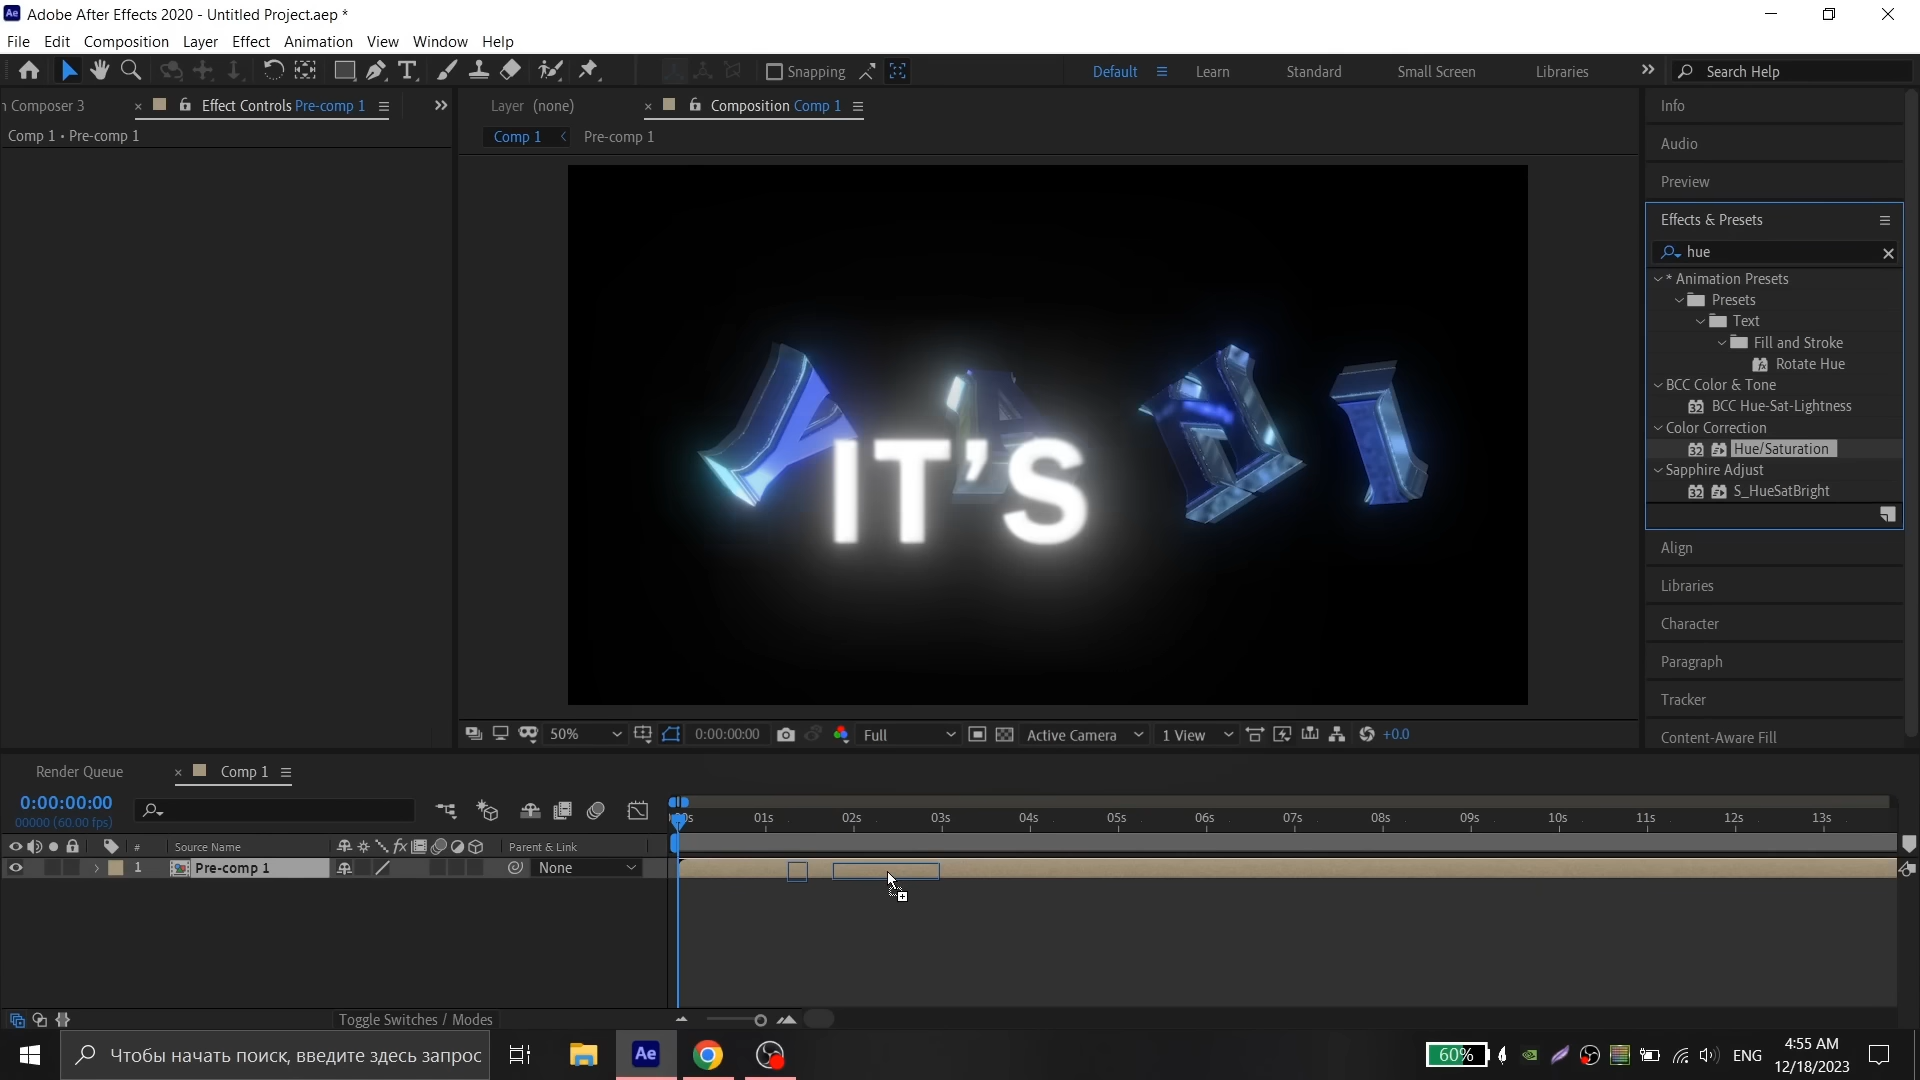 Adobe After Effects 2020 - Untitled Project.aep *
File Edit Composition Layer Effect Animation View Window Help
Snapping Default Learn Standard Small Screen Libraries Search Help
n Composer 3 Effect Controls Pre-comp 1 Layer (none) Composition Comp 1
Comp 1 • Pre-comp 1
Comp 1 Pre-comp 1
IT'S
Info
Audio
Preview
Effects & Presets
hue
* Animation Presets
Presets
Text
Fill and Stroke
Rotate Hue
BCC Color & Tone
BCC Hue-Sat-Lightness
Color Correction
Hue/Saturation
Sapphire Adjust
S_HueSatBright
Align
Libraries
Character
Paragraph
Tracker
Content-Aware Fill
50% 0:00:00:00 Full Active Camera 1 View +0.0
Render Queue Comp 1
0:00:00:00
00000 (60.00 fps)
01s 02s 03s 04s 05s 06s 07s 08s 09s 10s 11s 12s 13s
# Source Name Parent & Link
1 Pre-comp 1 None
Toggle Switches / Modes
Чтобы начать поиск, введите здесь запрос
Ae
60% ENG 4:55 AM
12/18/2023